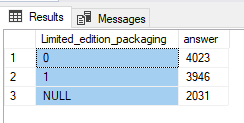 Results Messages
Limited_edition_packaging answer
1 0 4023
2 1 3946
3 NULL 2031